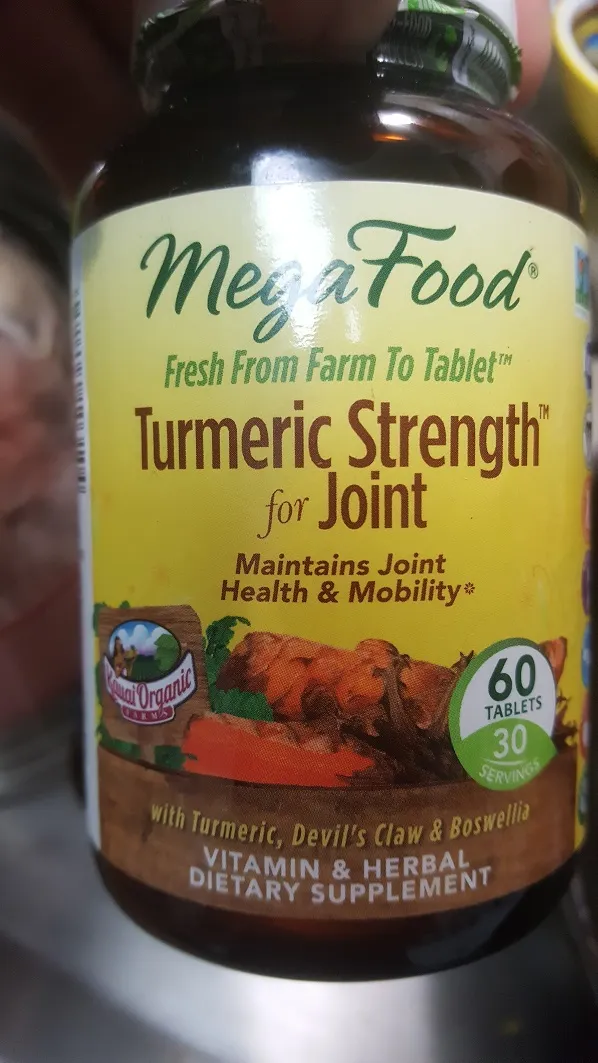 MegaFood®
Fresh From Farm To Tablet™
Turmeric Strength™
for Joint
Maintains Joint
Health & Mobility*
Kauai Organic
FARMS
60
TABLETS
30
SERVINGS
with Turmeric, Devil's Claw & Boswellia
VITAMIN & HERBAL
DIETARY SUPPLEMENT